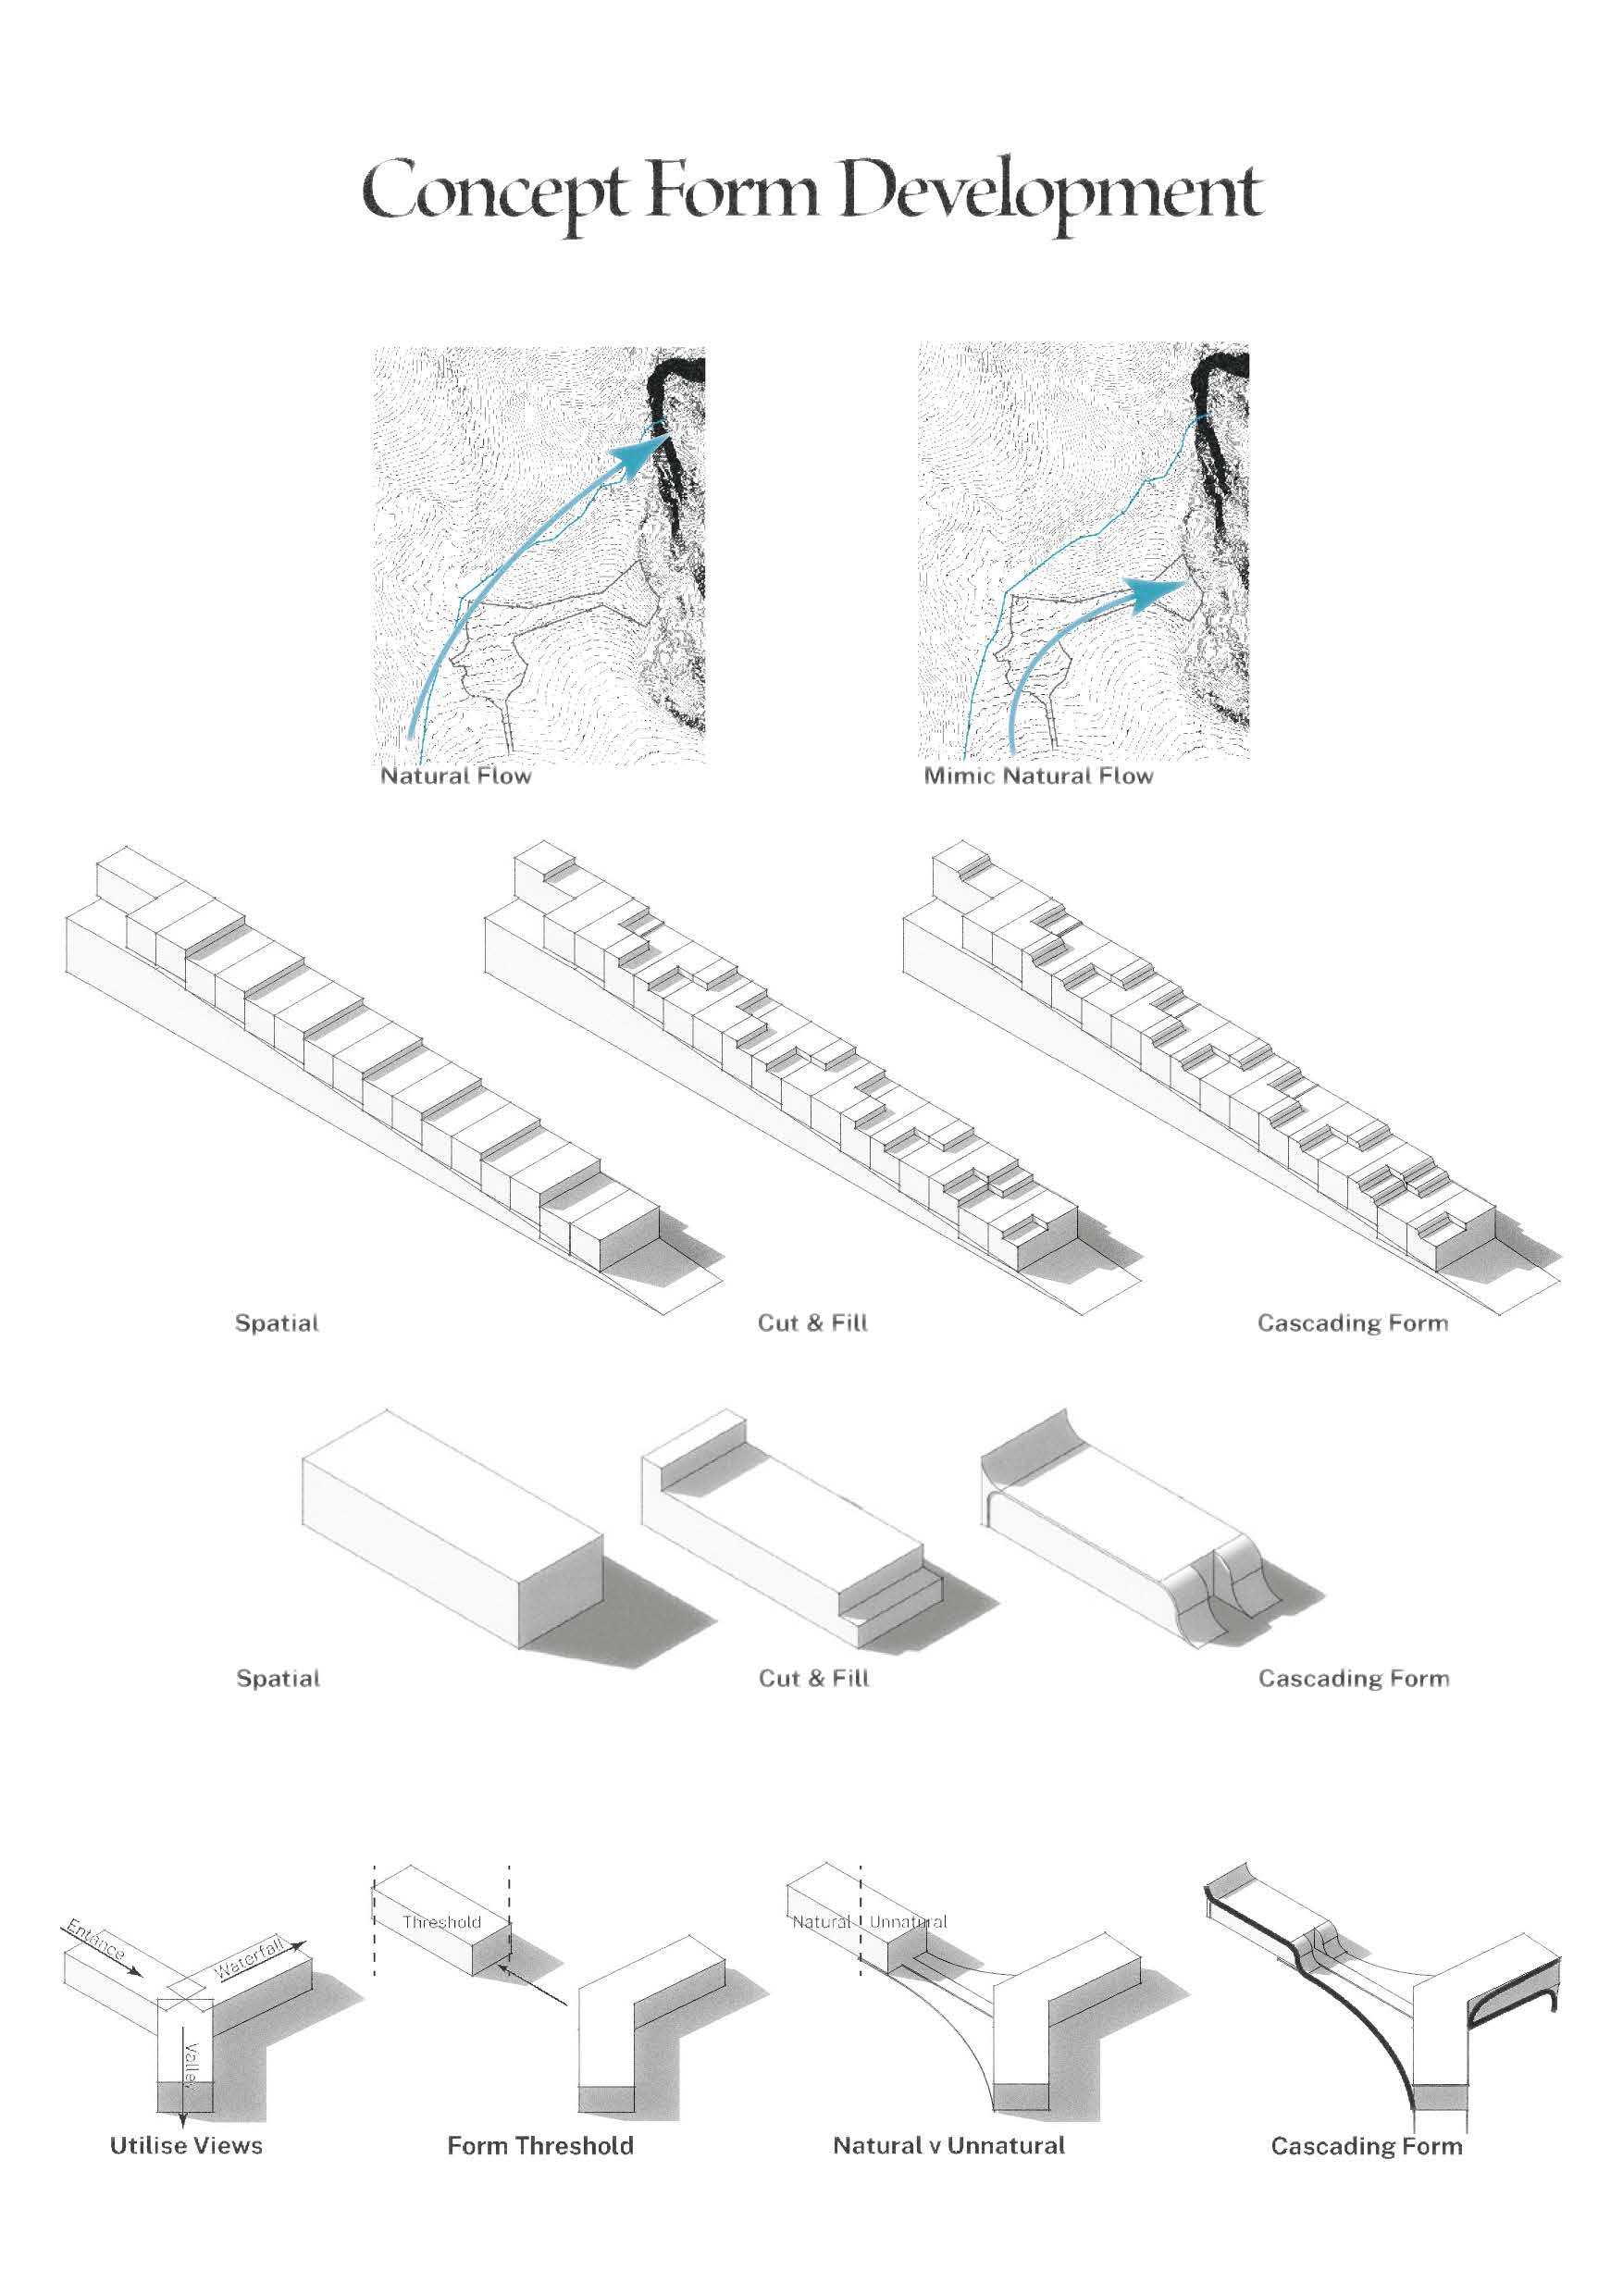 Concept Form Development
Natural Flow
Mimic Natural Flow
Spatial
Cut & Fill
Cascading Form
Spatial
Cut & Fill
Cascading Form
Entance
Waterfall
Valley
Threshold
Natural
Unnatural
Utilise Views
Form Threshold
Natural v Unnatural
Cascading Form